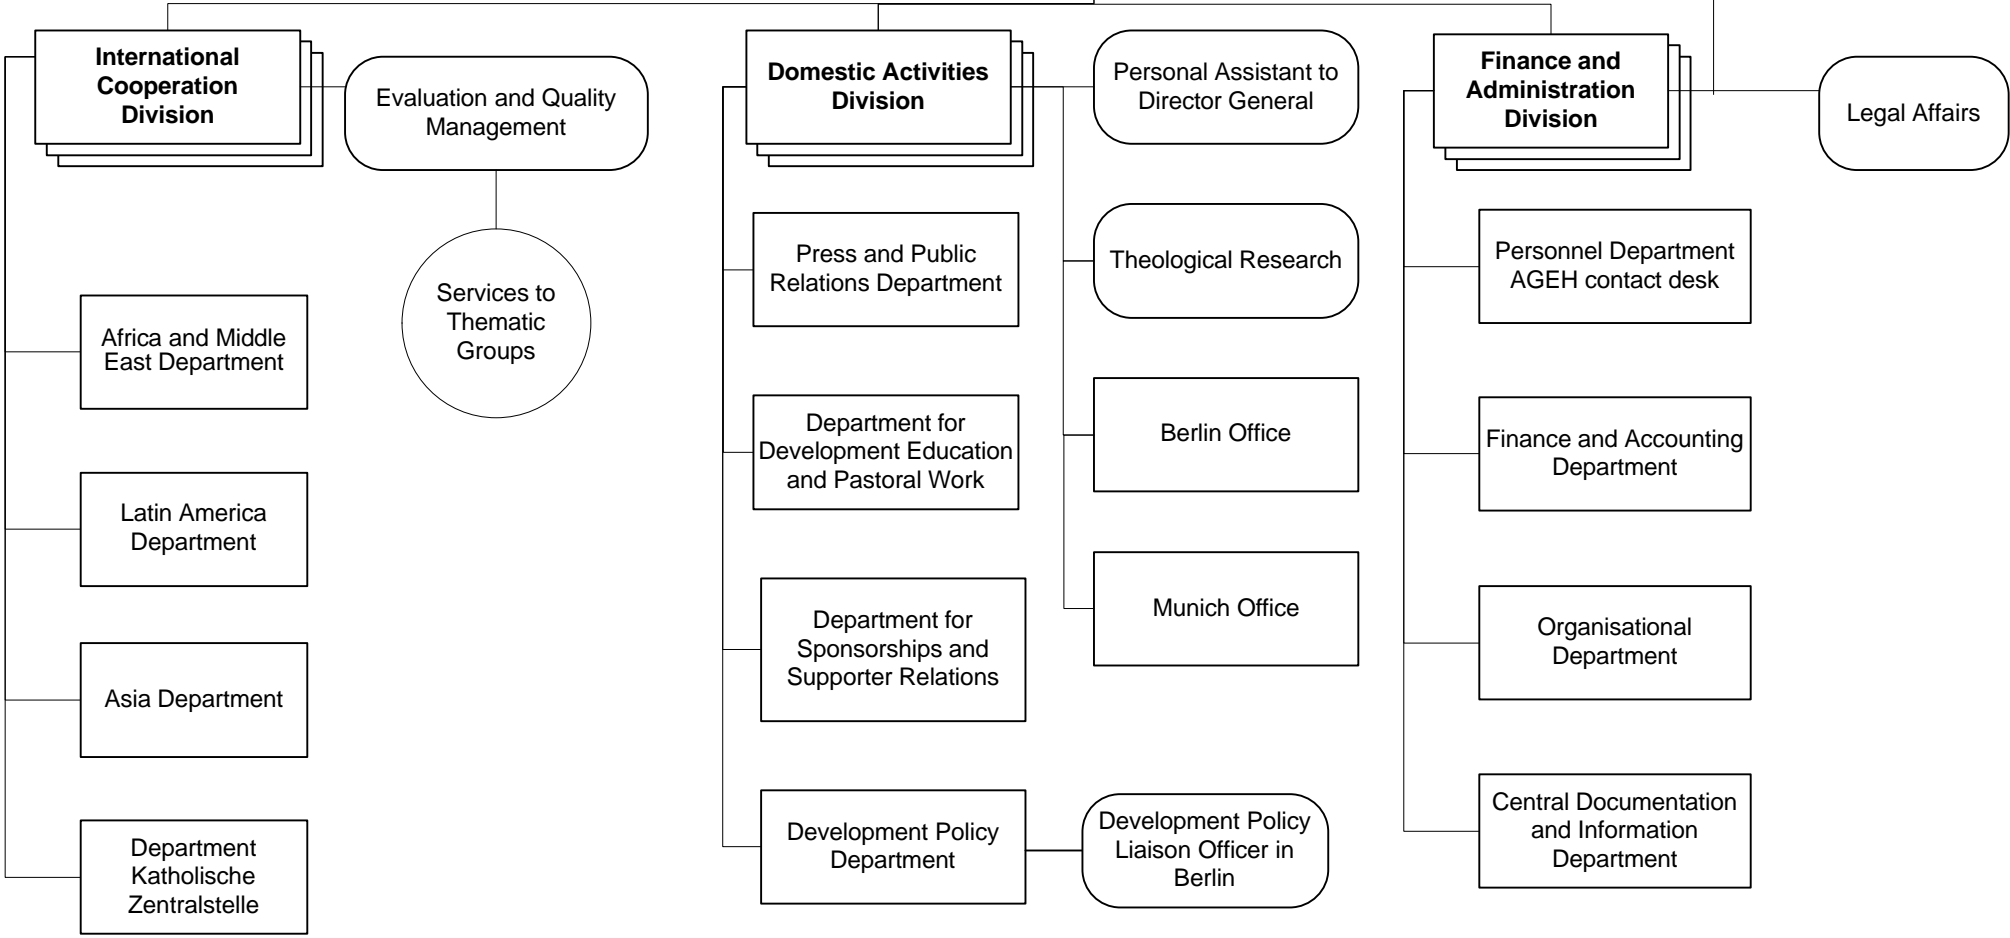 International
Cooperation
Division
Evaluation and Quality
Management
Services to
Thematic
Groups
Africa and Middle
East Department
Latin America
Department
Asia Department
Department
Katholische
Zentralstelle
Domestic Activities
Division
Personal Assistant to
Director General
Press and Public
Relations Department
Theological Research
Department for
Development Education
and Pastoral Work
Berlin Office
Department for
Sponsorships and
Supporter Relations
Munich Office
Development Policy
Department
Development Policy
Liaison Officer in
Berlin
Finance and
Administration
Division
Legal Affairs
Personnel Department
AGEH contact desk
Finance and Accounting
Department
Organisational
Department
Central Documentation
and Information
Department